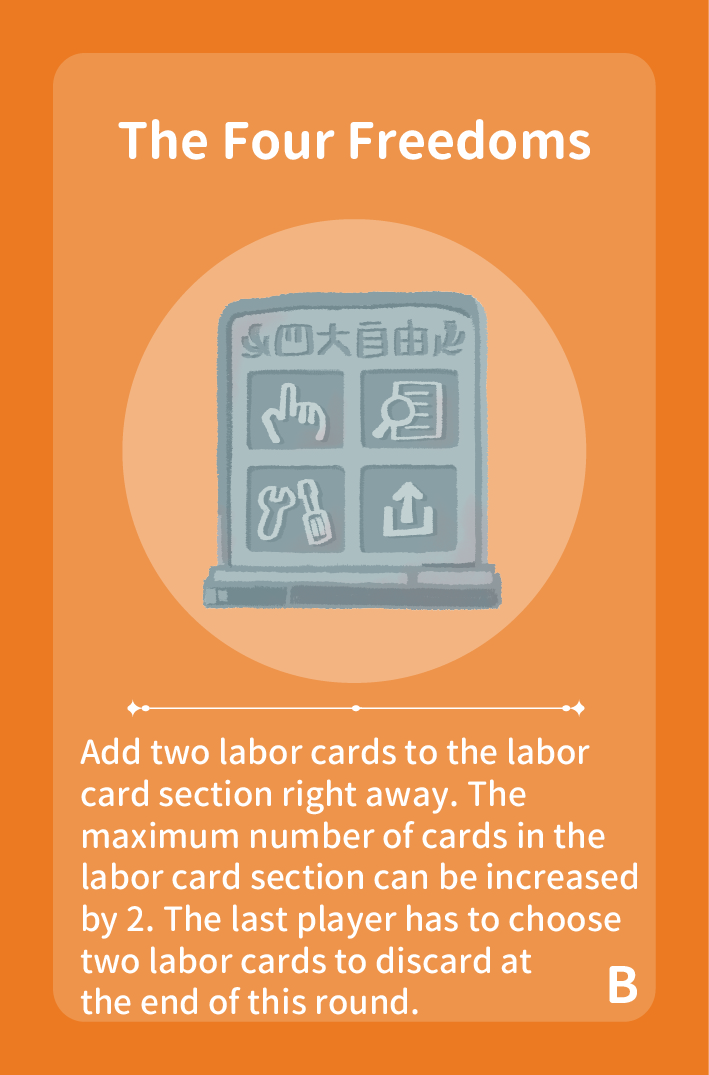 The Four Freedoms
四大自由
Add two labor cards to the labor
card section right away. The
maximum number of cards in the
labor card section can be increased
by 2. The last player has to choose
two labor cards to discard at
the end of this round.
B